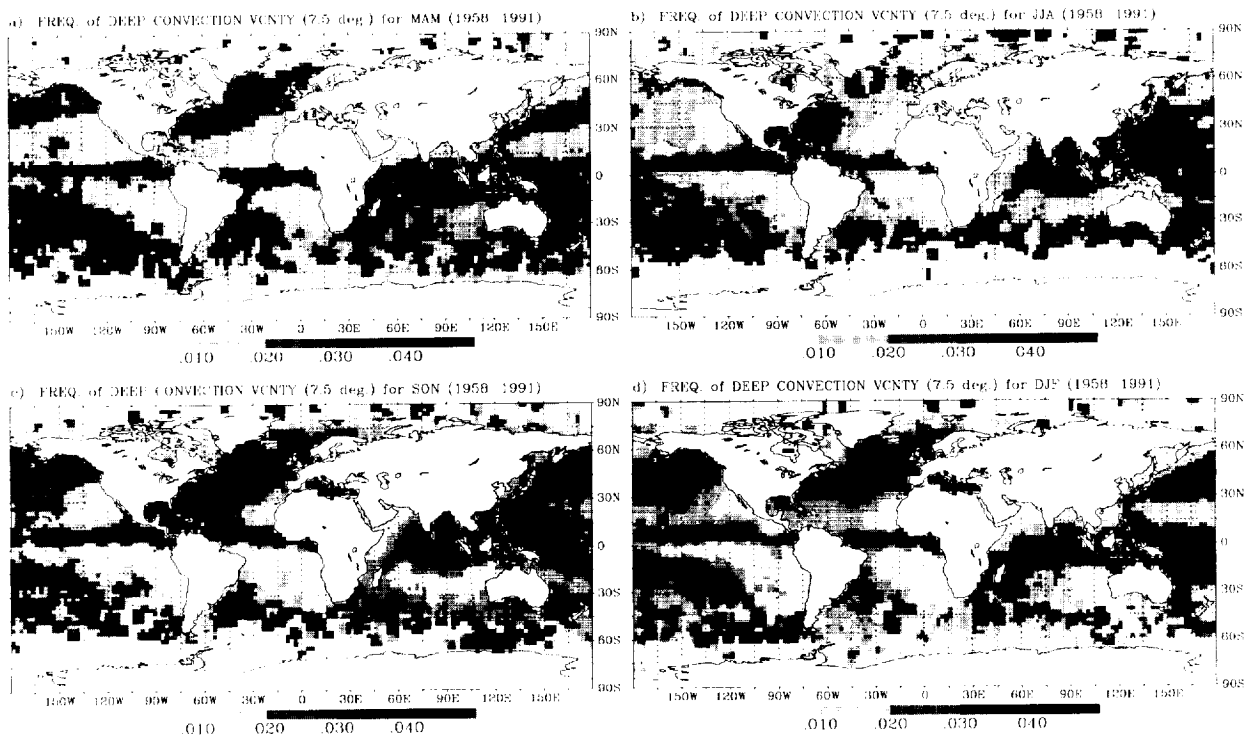 a) FREQ. of DEEP CONVECTION VCNTY (7.5 deg.) for MAM (1958-1991)
90N
60N
30N
0
30S
60S
90S
150W 120W 90W 60W 30W 0 30E 60E 90E 120E 150E
.010 .020 .030 .040
b) FREQ. of DEEP CONVECTION VCNTY (7.5 deg.) for JJA (1958-1991)
90N
60N
30N
0
30S
60S
90S
150W 120W 90W 60W 30W 0 30E 60E 90E 120E 150E
.010 .020 .030 040
c) FREQ. of DEEP CONVECTION VCNTY (7.5 deg.) for SON (1958 1991)
90N
60N
30N
0
30S
60S
90S
150W 120W 90W 60W 30W 0 30E 60E 90E 120E 150E
.010 .020 .030 .040
d) FREQ. of DEEP CONVECTION VCNTY (7.5 deg.) for DJF (1958-1991)
90N
60N
30N
0
30S
60S
90S
150W 120W 90W 60W 30W 0 30E 60E 90E 120E 150E
.010 .020 .030 040